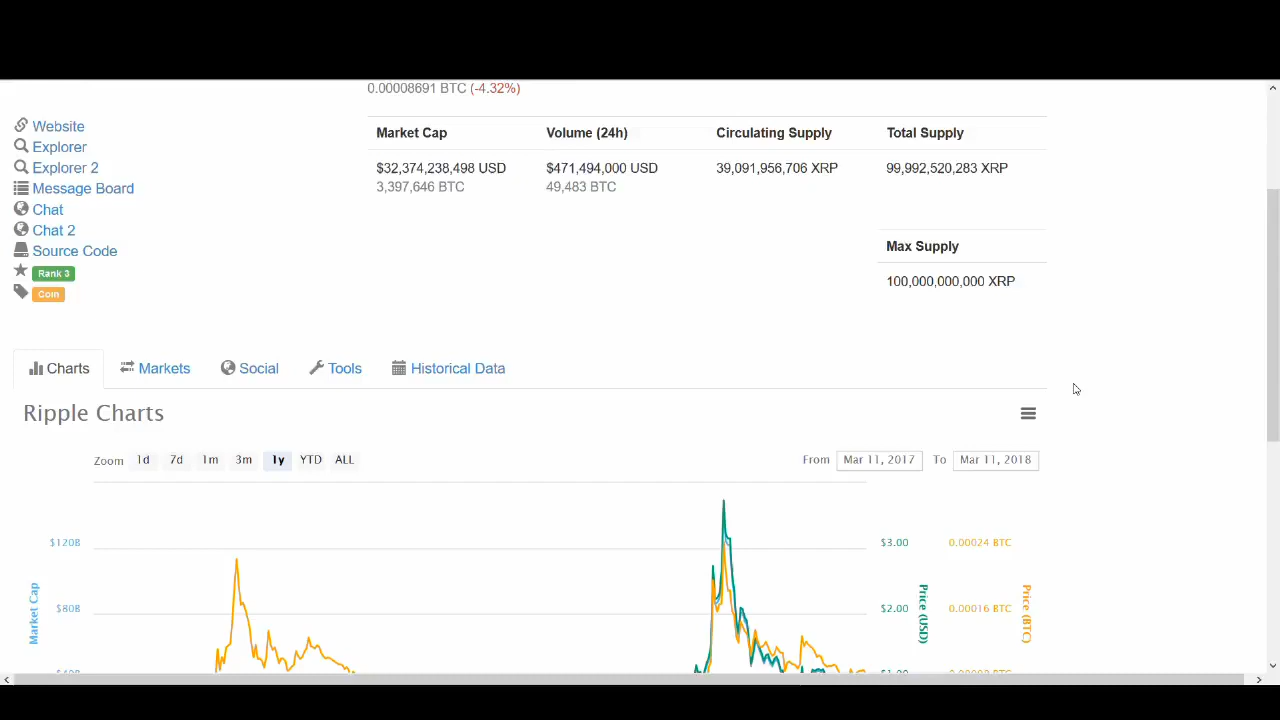 0.00008691 BTC (-4.32%)
Website
Explorer
Explorer 2
Message Board
Chat
Chat 2
Source Code
Rank 3
Coin
Market Cap Volume (24h) Circulating Supply Total Supply
$32,374,238,498 USD $471,494,000 USD 39,091,956,706 XRP 99,992,520,283 XRP
3,397,646 BTC 49,483 BTC
Max Supply
100,000,000,000 XRP
Charts Markets Social Tools Historical Data
Ripple Charts
Zoom 1d 7d 1m 3m 1y YTD ALL From Mar 11, 2017 To Mar 11, 2018
$120B $3.00 0.00024 BTC
$80B $2.00 0.00016 BTC
Market Cap Price (USD) Price (BTC)